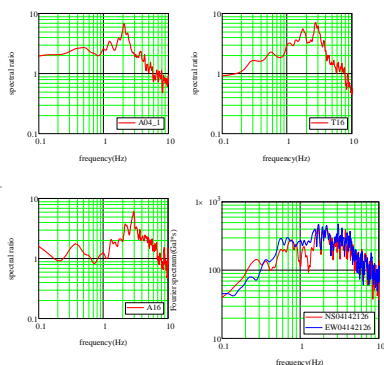 10
1
0.1
0.1
1
10
spectral ratio
A04_1
frequency(Hz)
10
1
0.1
0.1
1
10
spectral ratio
T16
frequency(Hz)
10
1
0.1
0.1
1
10
spectral ratio
A16
frequency(Hz)
1× 10³
100
10
0.1
1
10
Fourier spectrum(Gal*s)
NS04142126
EW04142126
frequency(Hz)